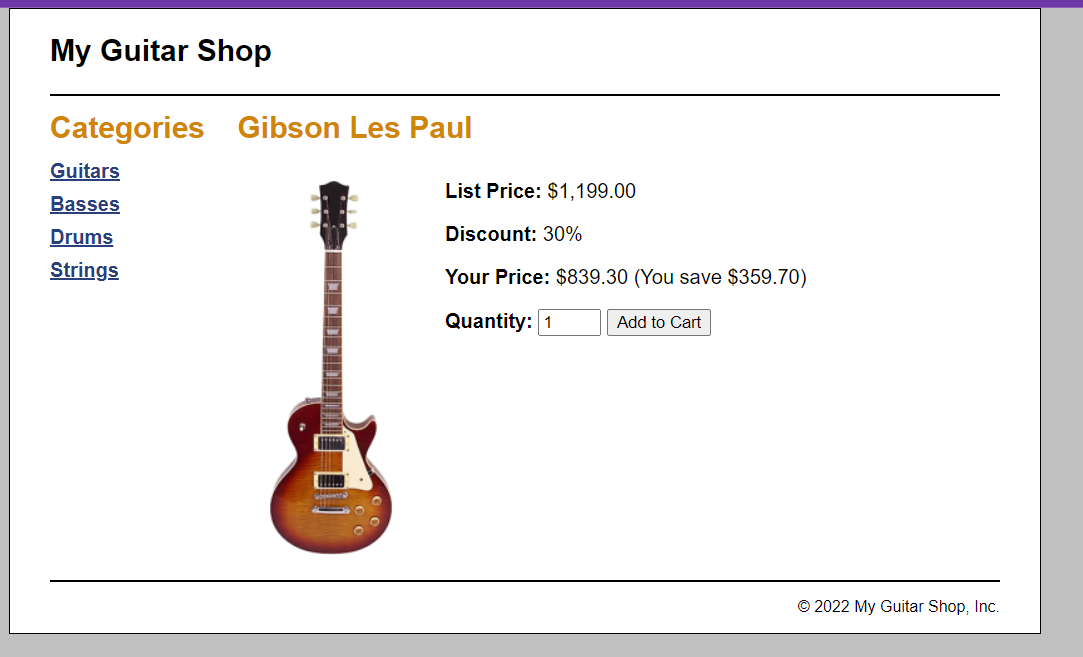 My Guitar Shop
Categories
Guitars
Basses
Drums
Strings
Gibson Les Paul
List Price: $1,199.00
Discount: 30%
Your Price: $839.30 (You save $359.70)
Quantity: 1 Add to Cart
© 2022 My Guitar Shop, Inc.